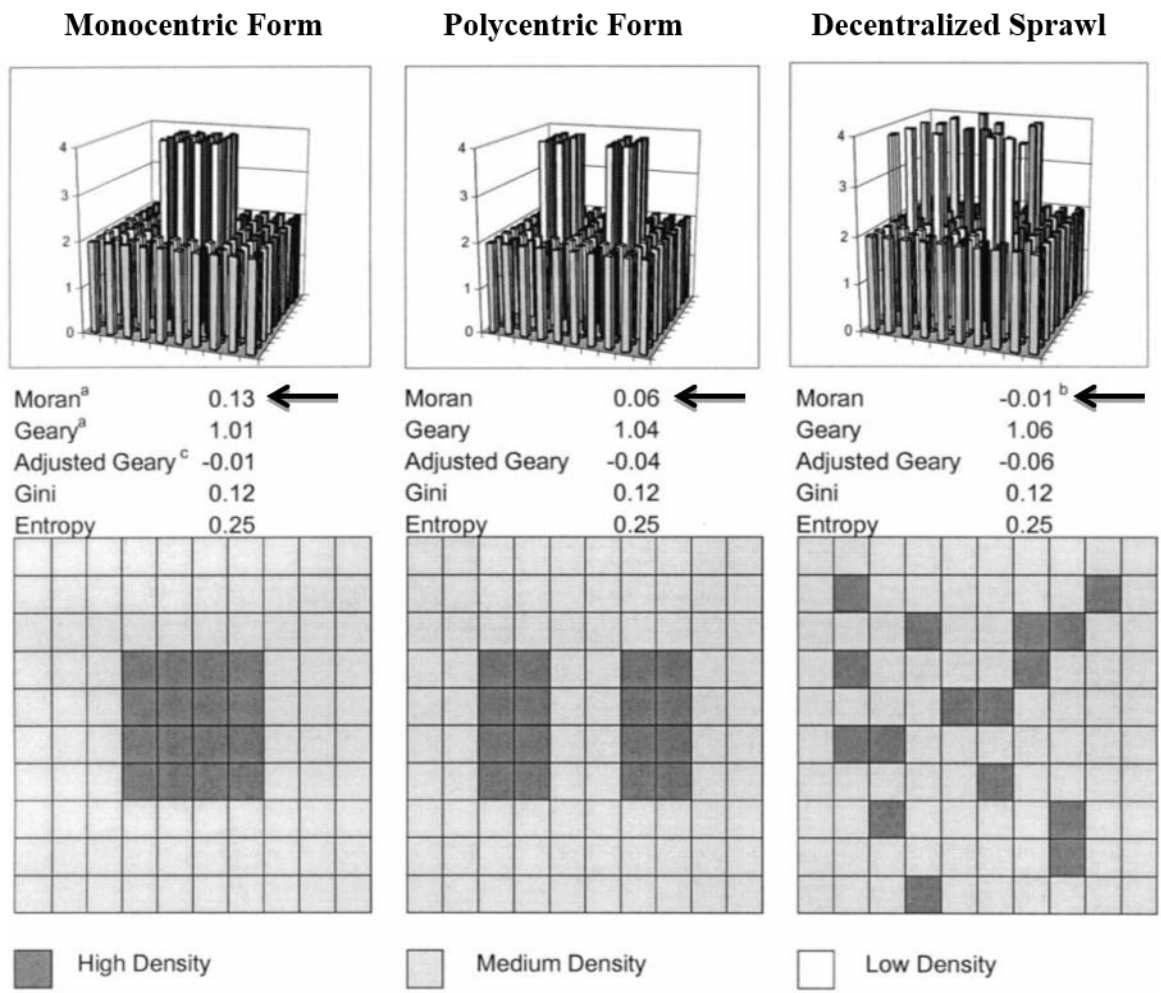 Monocentric Form
Polycentric Form
Decentralized Sprawl
4
3
2
1
0
4
3
2
1
0
4
3
2
1
0
Moran^a 0.13
Geary^a 1.01
Adjusted Geary^c -0.01
Gini 0.12
Entropy 0.25
Moran 0.06
Geary 1.04
Adjusted Geary -0.04
Gini 0.12
Entropy 0.25
Moran -0.01^b
Geary 1.06
Adjusted Geary -0.06
Gini 0.12
Entropy 0.25
High Density
Medium Density
Low Density